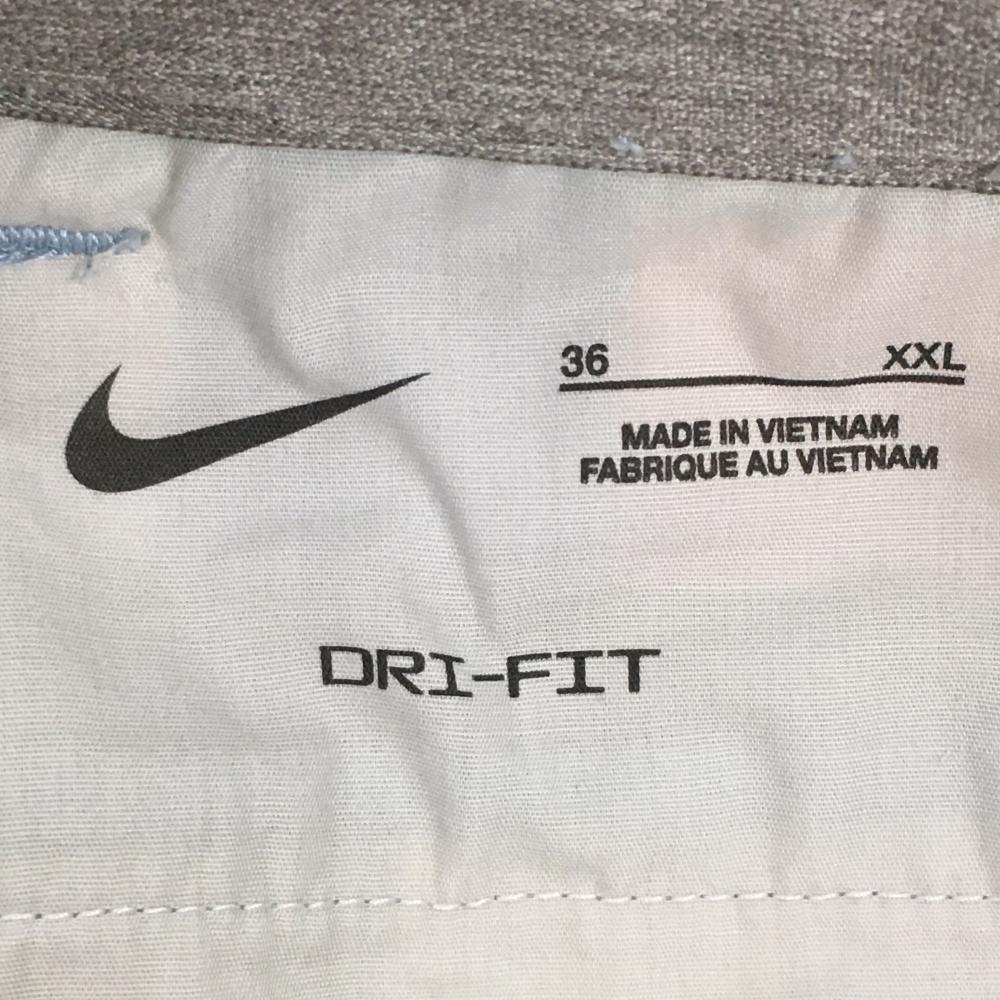 36 XXL
MADE IN VIETNAM
FABRIQUE AU VIETNAM
DRI-FIT